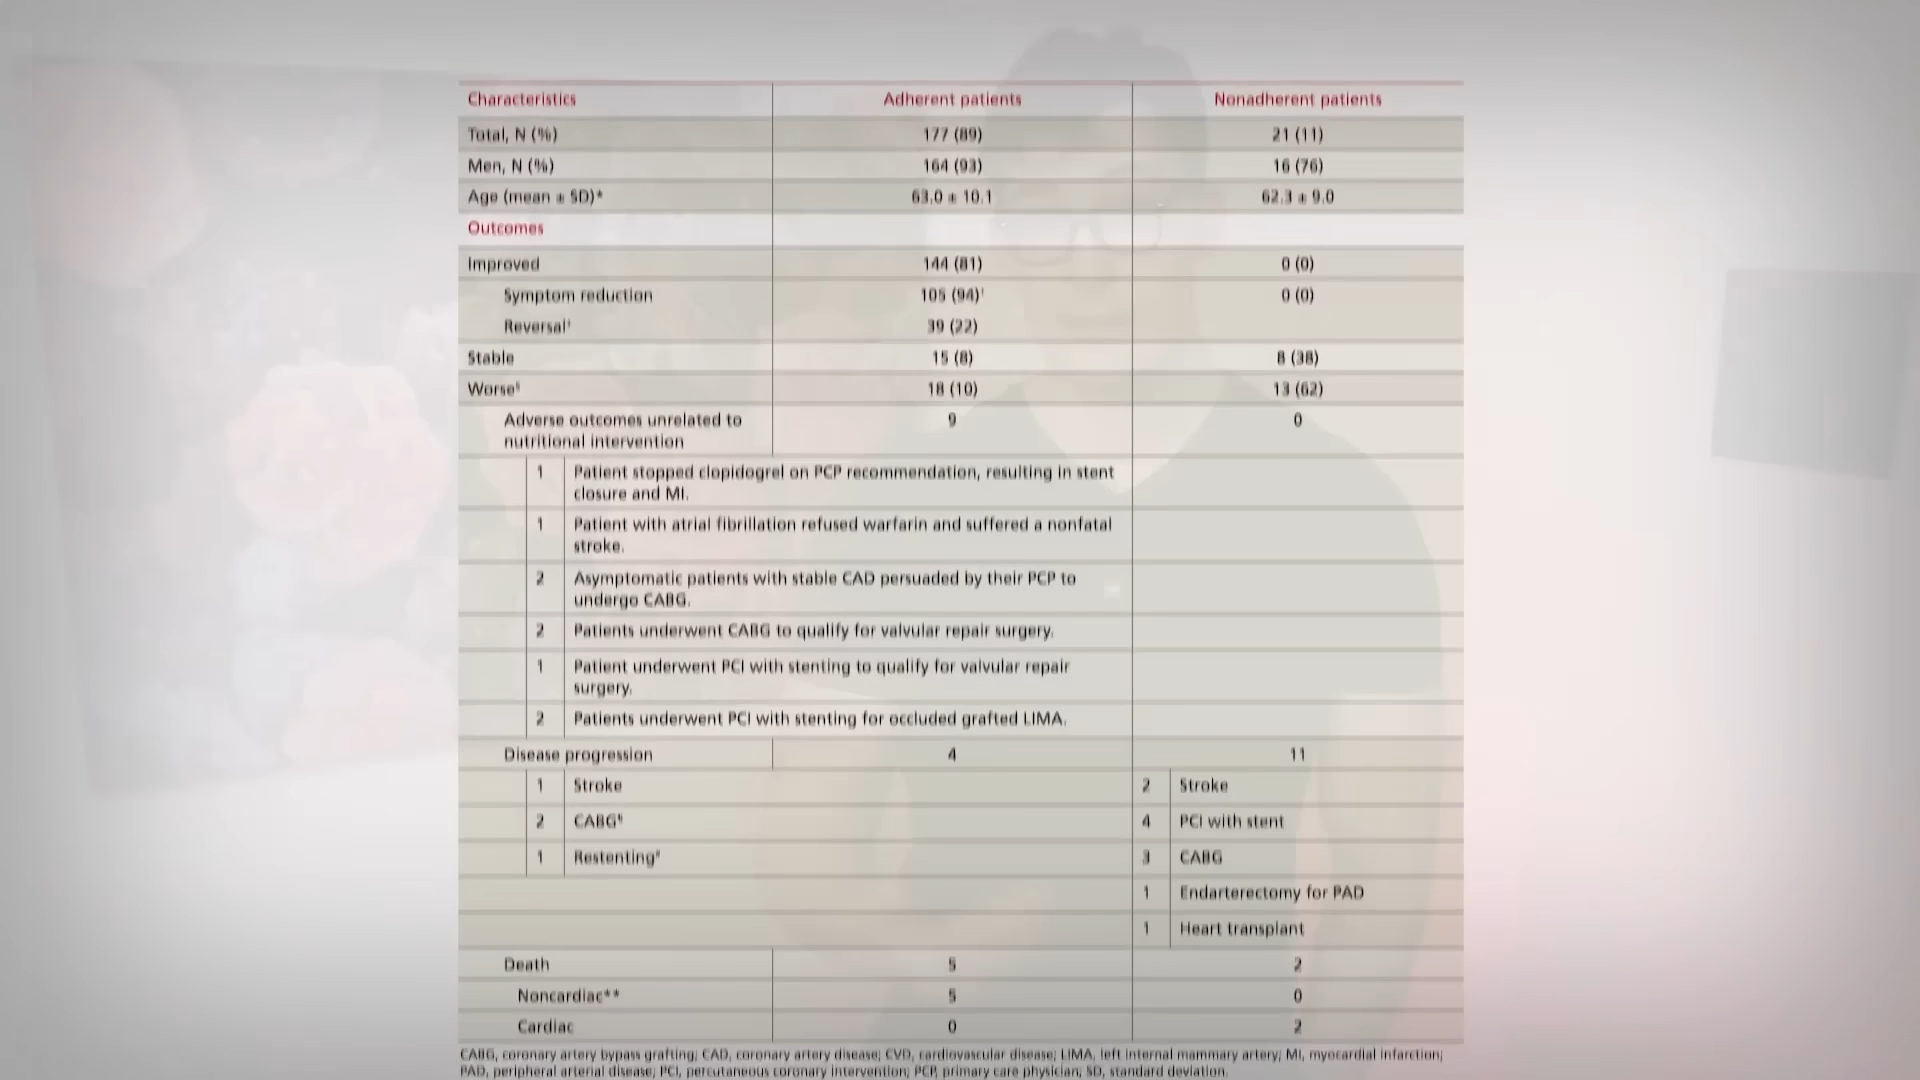 Characteristics Adherent patients Nonadherent patients
Total, N (%) 177 (89) 21 (11)
Men, N (%) 164 (93) 16 (76)
Age (mean ± SD)* 63.0 ± 10.1 62.3 ± 9.0
Outcomes
Improved 144 (81) 0 (0)
Symptom reduction 105 (94)† 0 (0)
Reversal‡ 39 (22)
Stable 15 (8) 8 (38)
Worse§ 18 (10) 13 (62)
Adverse outcomes unrelated to 9 0
nutritional intervention
1 Patient stopped clopidogrel on PCP recommendation, resulting in stent
closure and MI.
1 Patient with atrial fibrillation refused warfarin and suffered a nonfatal
stroke.
2 Asymptomatic patients with stable CAD persuaded by their PCP to
undergo CABG.
2 Patients underwent CABG to qualify for valvular repair surgery.
1 Patient underwent PCI with stenting to qualify for valvular repair
surgery.
2 Patients underwent PCI with stenting for occluded grafted LIMA.
Disease progression 4 11
1 Stroke 2 Stroke
2 CABG¶ 4 PCI with stent
1 Restenting# 3 CABG
1 Endarterectomy for PAD
1 Heart transplant
Death 5 2
Noncardiac** 5 0
Cardiac 0 2
CABG, coronary artery bypass grafting; CAD, coronary artery disease; CVD, cardiovascular disease; LIMA, left internal mammary artery; MI, myocardial infarction;
PAD, peripheral arterial disease; PCI, percutaneous coronary intervention; PCP, primary care physician; SD, standard deviation.